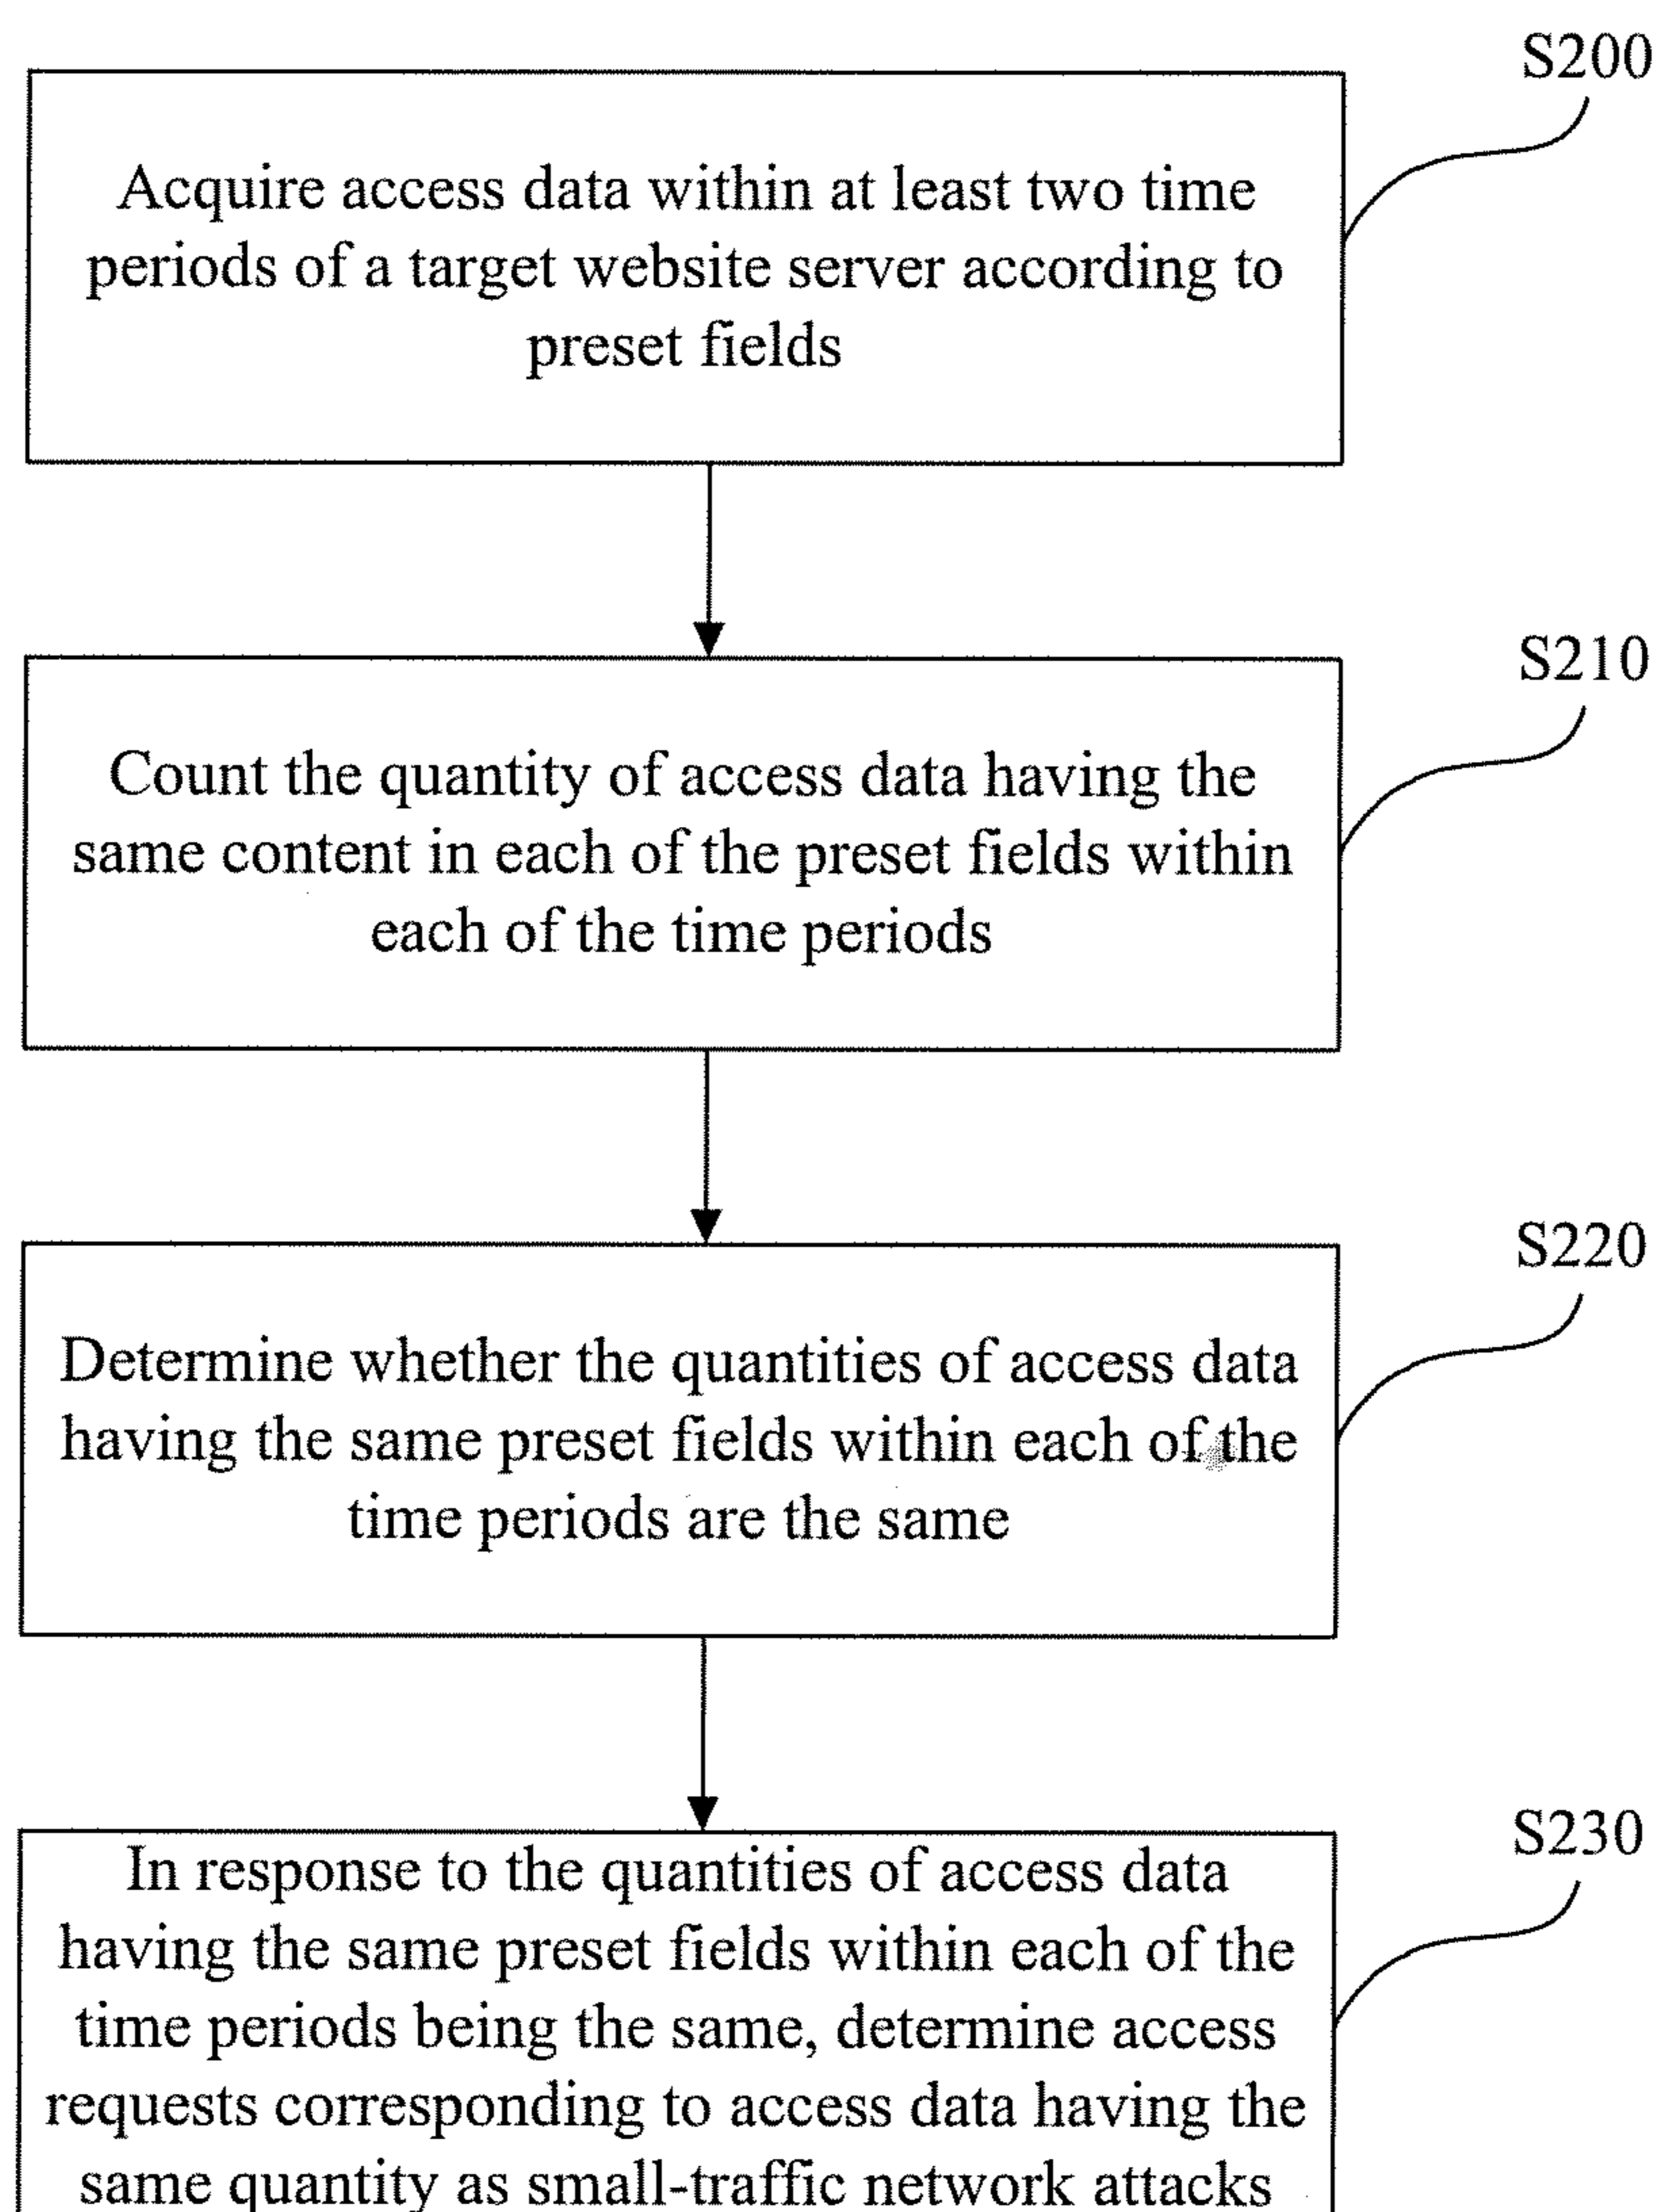 S200
Acquire access data within at least two time
periods of a target website server according to
preset fields
S210
Count the quantity of access data having the
same content in each of the preset fields within
each of the time periods
S220
Determine whether the quantities of access data
having the same preset fields within each of the
time periods are the same
S230
In response to the quantities of access data
having the same preset fields within each of the
time periods being the same, determine access
requests corresponding to access data having the
same quantity as small-traffic network attacks